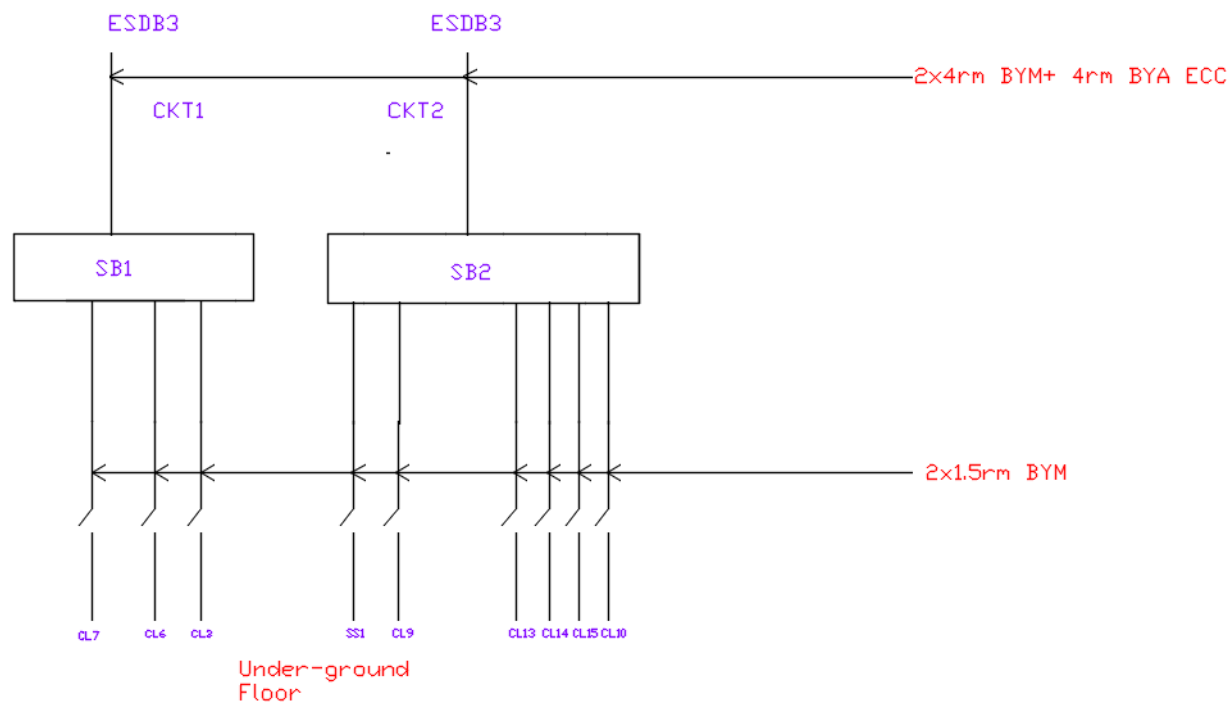 ESDB3
ESDB3
2x4rm BYM+ 4rm BYA ECC
CKT1
CKT2
SB1
SB2
2x1.5rm BYM
CL7
CL6
CL8
SS1
CL9
CL13
CL14
CL15
CL10
Under-ground
Floor